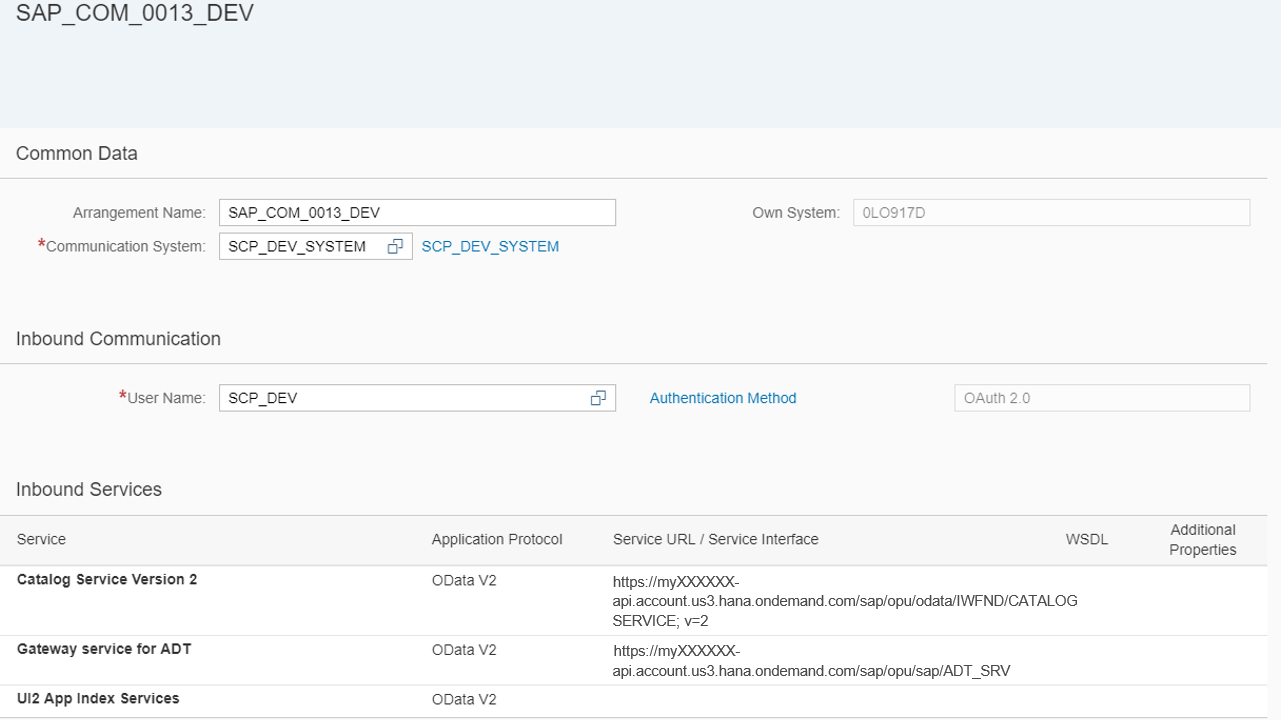 SAP_COM_0013_DEV
Common Data
Arrangement Name: SAP_COM_0013_DEV Own System: 0LO917D
*Communication System: SCP_DEV_SYSTEM SCP_DEV_SYSTEM
Inbound Communication
*User Name: SCP_DEV Authentication Method OAuth 2.0
Inbound Services
Service Application Protocol Service URL / Service Interface WSDL Additional
Properties
Catalog Service Version 2 OData V2 https://myXXXXXX-
api.account.us3.hana.ondemand.com/sap/opu/odata/IWFND/CATALOG
SERVICE; v=2
Gateway service for ADT OData V2 https://myXXXXXX-
api.account.us3.hana.ondemand.com/sap/opu/sap/ADT_SRV
UI2 App Index Services OData V2